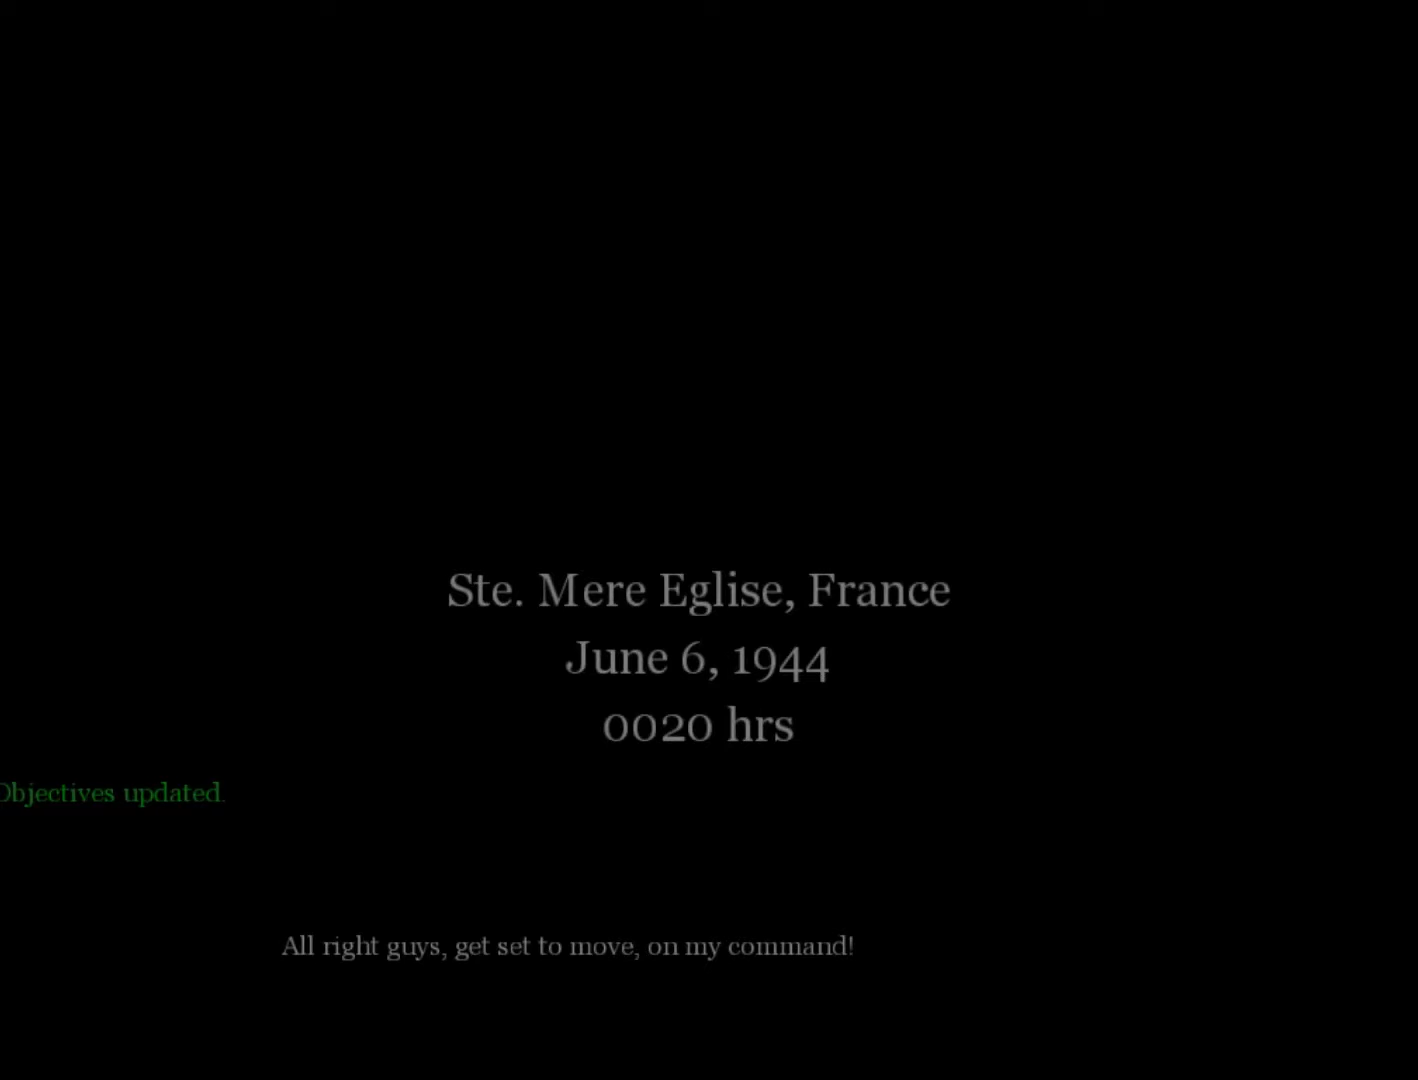 Ste. Mere Eglise, France
June 6, 1944
0020 hrs
Objectives updated.
All right guys, get set to move, on my command!